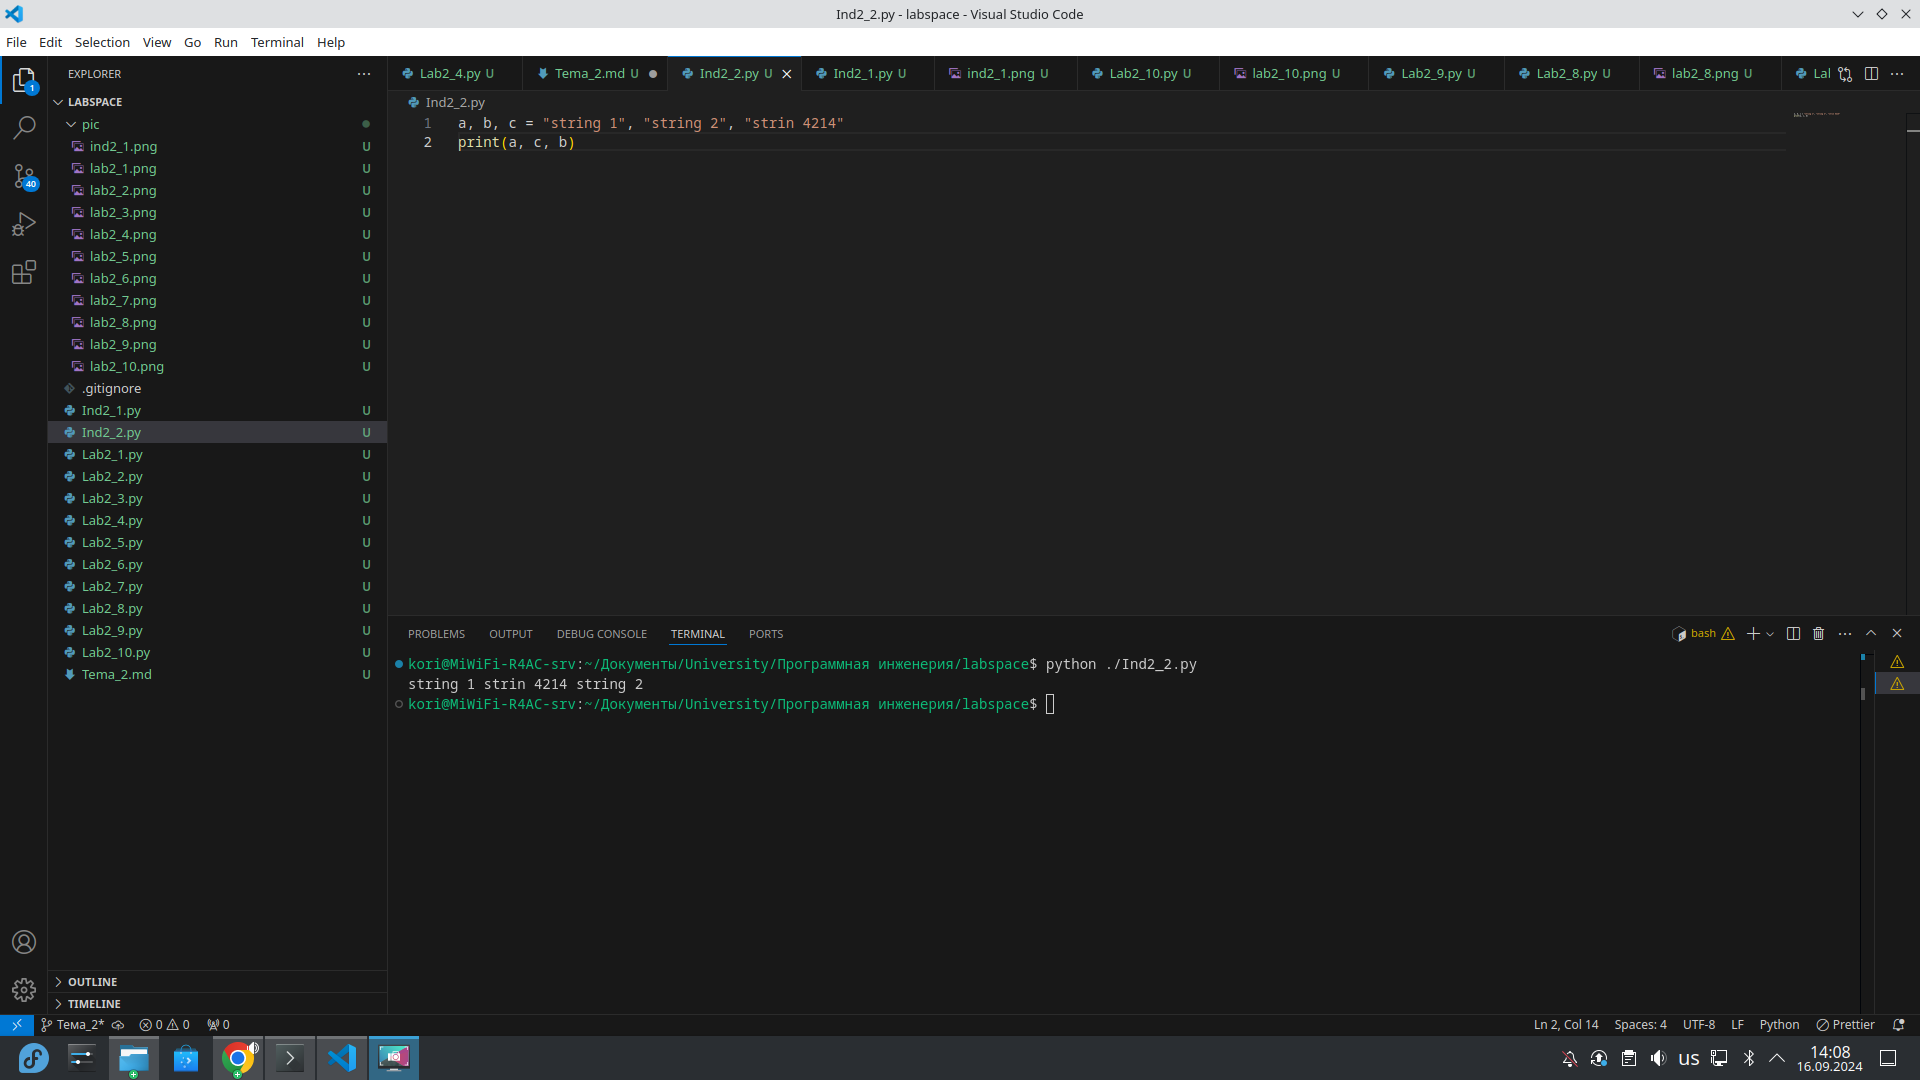 Ind2_2.py - labspace - Visual Studio Code
File Edit Selection View Go Run Terminal Help
EXPLORER
Lab2_4.py U Tema_2.md U Ind2_2.py U Ind2_1.py U ind2_1.png U Lab2_10.py U lab2_10.png U Lab2_9.py U Lab2_8.py U lab2_8.png U Lal
1
LABSPACE
Ind2_2.py
pic
1 a, b, c = "string 1", "string 2", "strin 4214"
2 print(a, c, b)
ind2_1.png U
lab2_1.png U
40
lab2_2.png U
lab2_3.png U
lab2_4.png U
lab2_5.png U
lab2_6.png U
lab2_7.png U
lab2_8.png U
lab2_9.png U
lab2_10.png U
.gitignore
Ind2_1.py U
Ind2_2.py U
Lab2_1.py U
Lab2_2.py U
Lab2_3.py U
Lab2_4.py U
Lab2_5.py U
Lab2_6.py U
Lab2_7.py U
Lab2_8.py U
Lab2_9.py U
Lab2_10.py U
Tema_2.md U
PROBLEMS OUTPUT DEBUG CONSOLE TERMINAL PORTS
bash
kori@MiWiFi-R4AC-srv:~/Документы/University/Программная инженерия/labspace$ python ./Ind2_2.py
string 1 strin 4214 string 2
kori@MiWiFi-R4AC-srv:~/Документы/University/Программная инженерия/labspace$
OUTLINE
TIMELINE
Тема_2* 0 0 0
Ln 2, Col 14 Spaces: 4 UTF-8 LF Python Prettier
us
14:08
16.09.2024